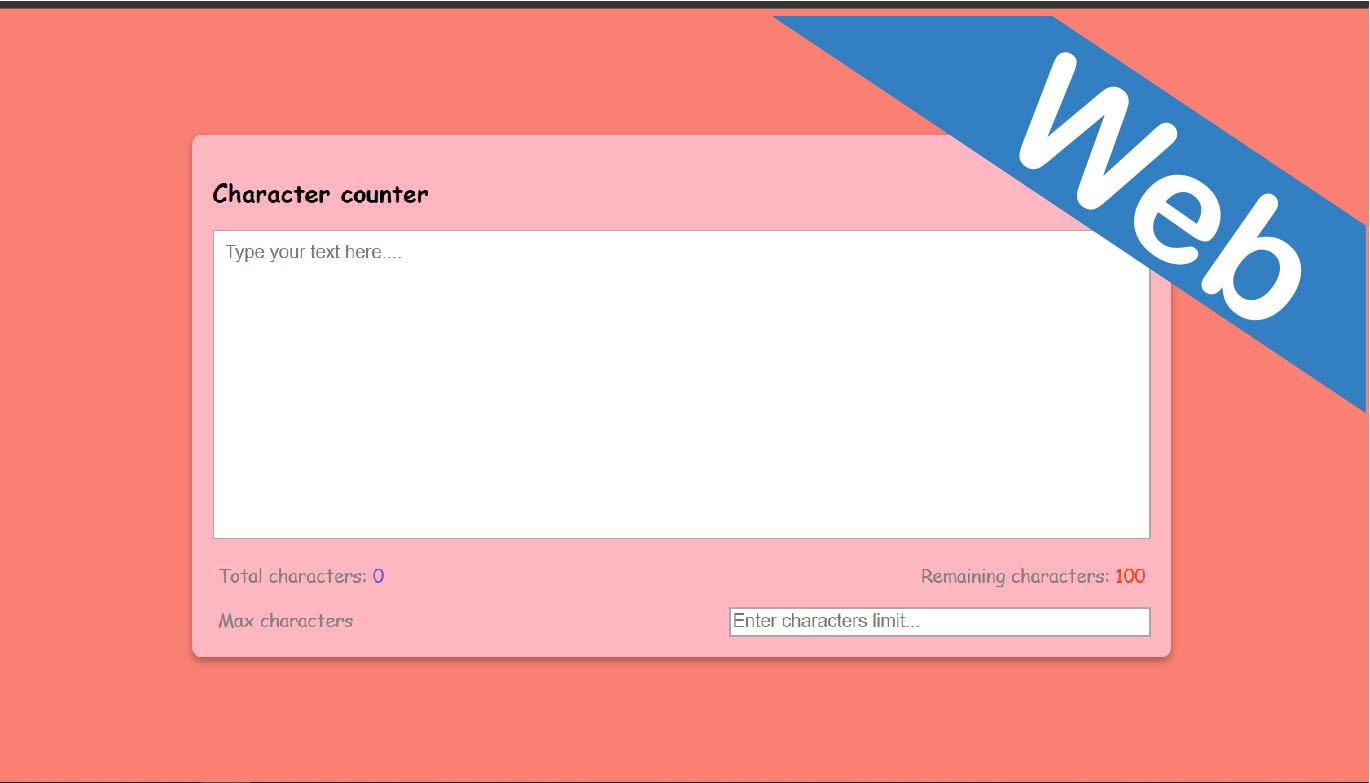 Web
Character counter
Type your text here....
Total characters: 0
Remaining characters: 100
Max characters
Enter characters limit...